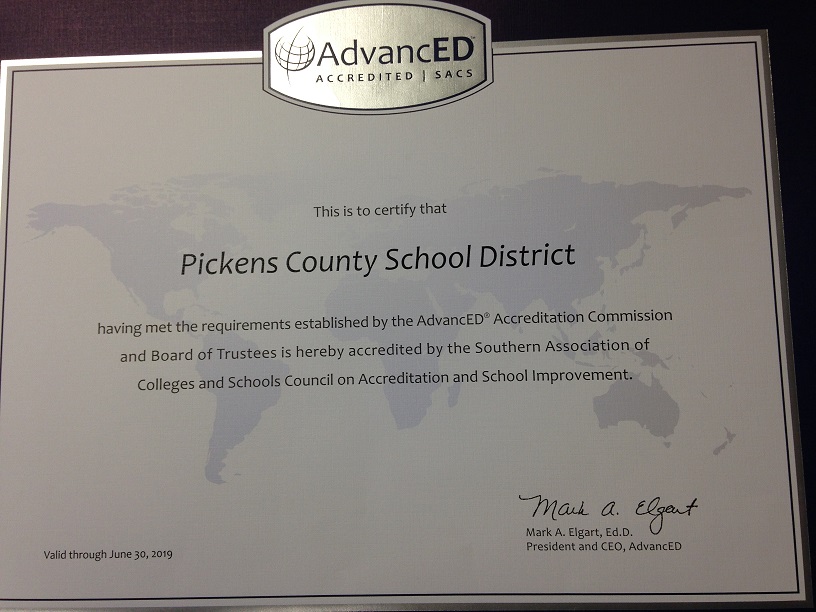 AdvancED™
ACCREDITED | SACS
This is to certify that
Pickens County School District
having met the requirements established by the AdvancED® Accreditation Commission
and Board of Trustees is hereby accredited by the Southern Association of
Colleges and Schools Council on Accreditation and School Improvement.
Mark A. Elgart
Mark A. Elgart, Ed.D.
President and CEO, AdvancED
Valid through June 30, 2019